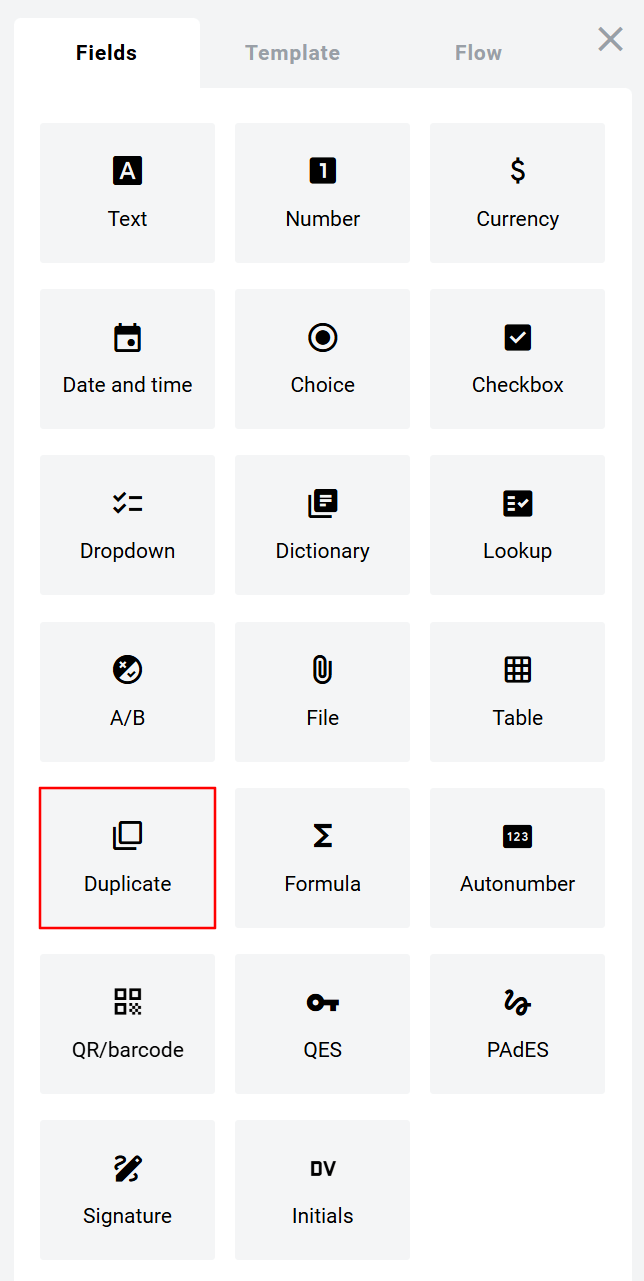 Fields Template Flow
A 1 $
Text Number Currency
Date and time Choice Checkbox
Dropdown Dictionary Lookup
A/B File Table
Σ 123
Duplicate Formula Autonumber
QR/barcode QES PAdES
DV
Signature Initials